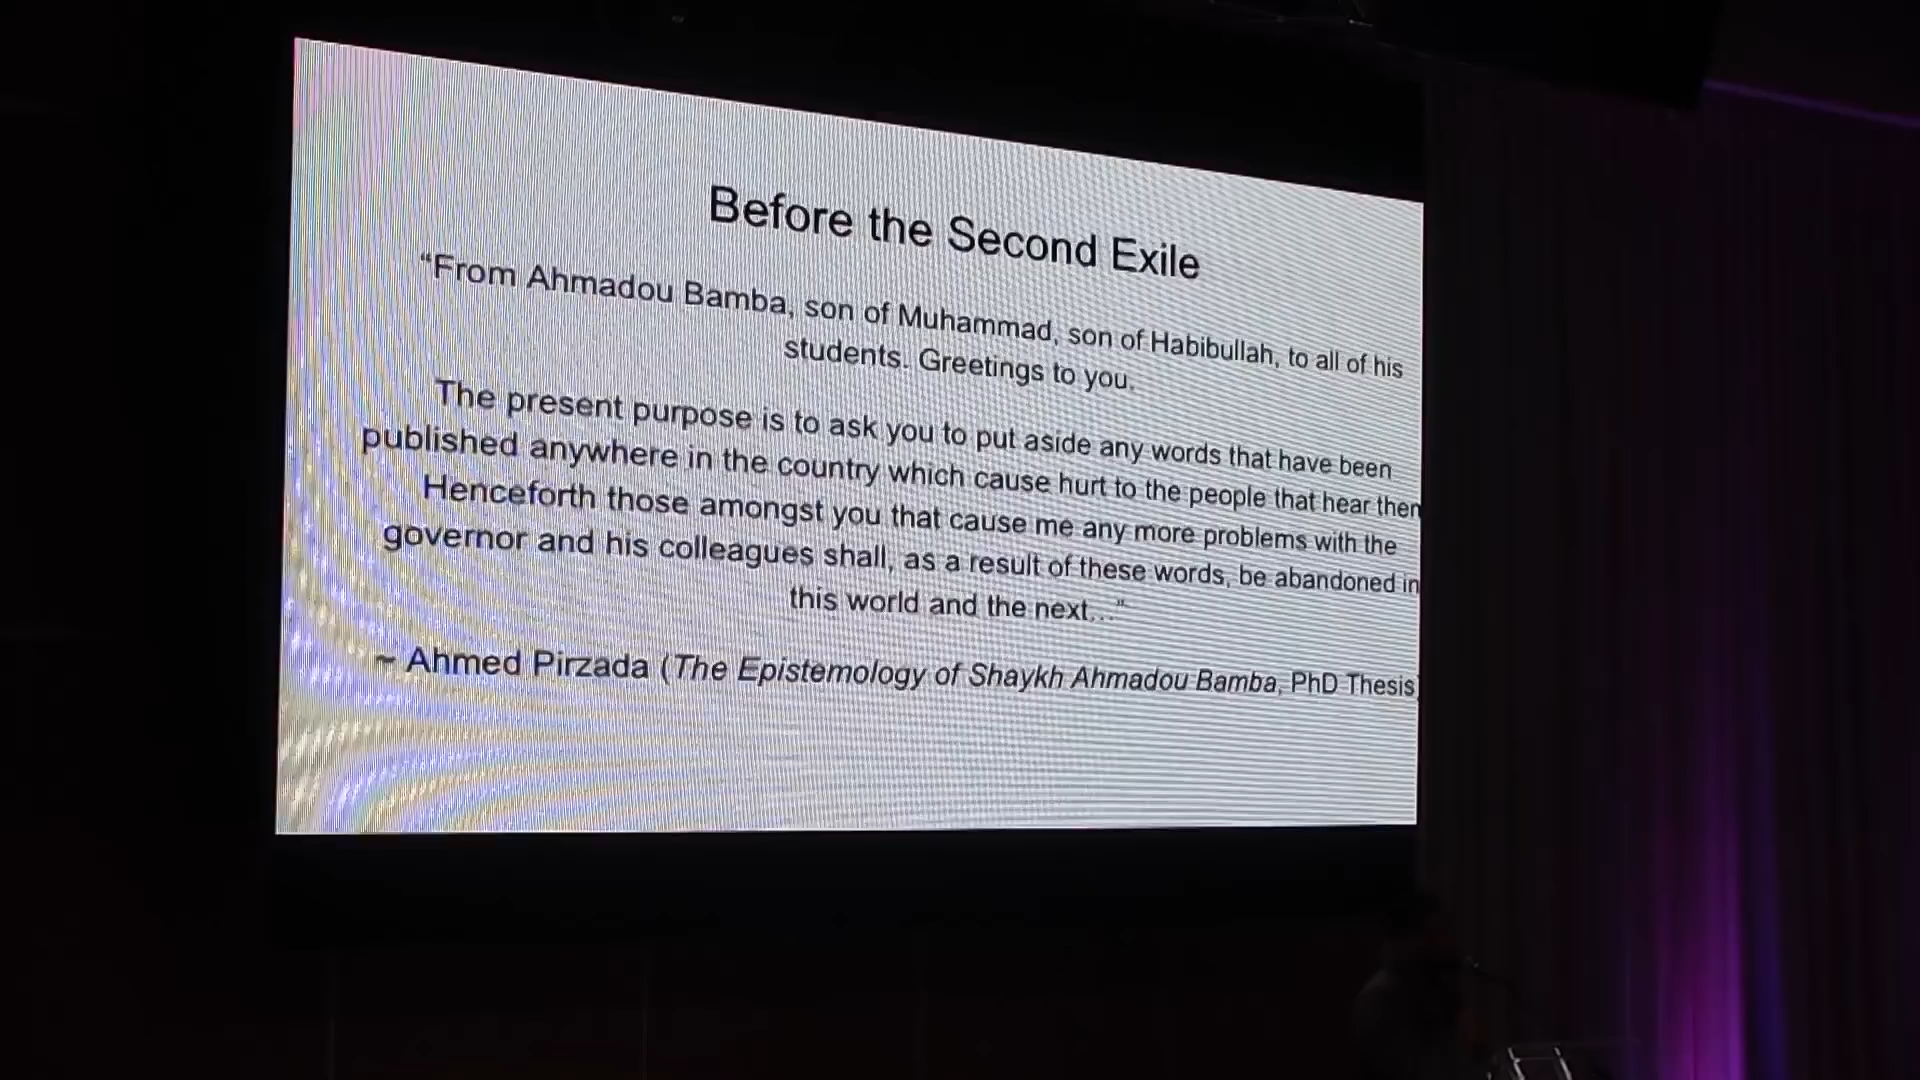 Before the Second Exile
“From Ahmadou Bamba, son of Muhammad, son of Habibullah, to all of his
students. Greetings to you.
The present purpose is to ask you to put aside any words that have been
published anywhere in the country which cause hurt to the people that hear then
Henceforth those amongst you that cause me any more problems with the
governor and his colleagues shall, as a result of these words, be abandoned in
this world and the next...”
~ Ahmed Pirzada (The Epistemology of Shaykh Ahmadou Bamba, PhD Thesis)